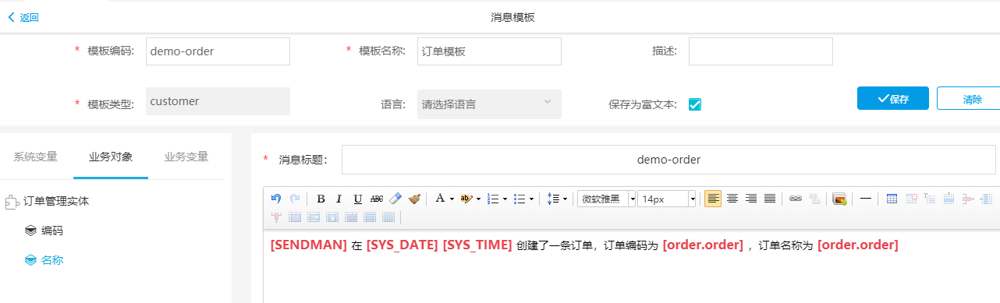 返回
消息模板
* 模板编码: demo-order
* 模板名称: 订单模板
描述:
* 模板类型: customer
语言: 请选择语言
保存为富文本:
保存
清除
系统变量 业务对象 业务变量
订单管理实体
编码
名称
* 消息标题: demo-order
B I U ABC A ab 微软雅黑 14px
[SENDMAN] 在 [SYS_DATE] [SYS_TIME] 创建了一条订单，订单编码为 [order.order] ，订单名称为 [order.order]